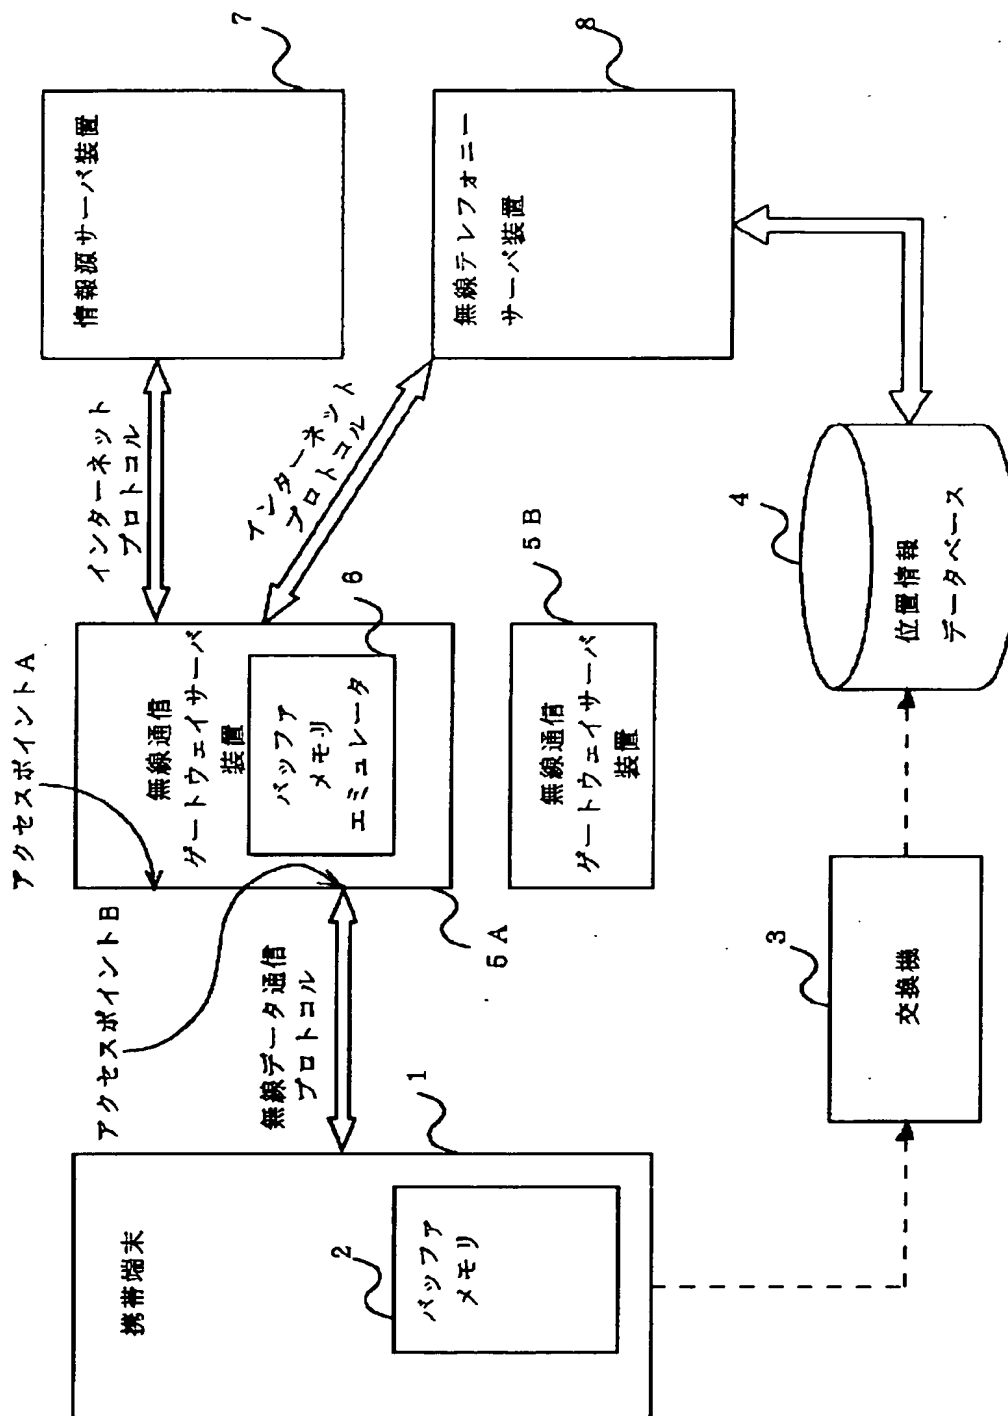 携帯端末
1
2
バッファ
メモリ
無線データ通信
プロトコル
アクセスポイントB
アクセスポイントA
無線通信
ゲートウェイサーバ
装置
バッファ
メモリ
エミュレータ
6
5A
無線通信
ゲートウェイサーバ
装置
5B
インターネット
プロトコル
インターネット
プロトコル
情報源サーバ装置
7
無線テレフォニー
サーバ装置
8
交換機
3
位置情報
データベース
4